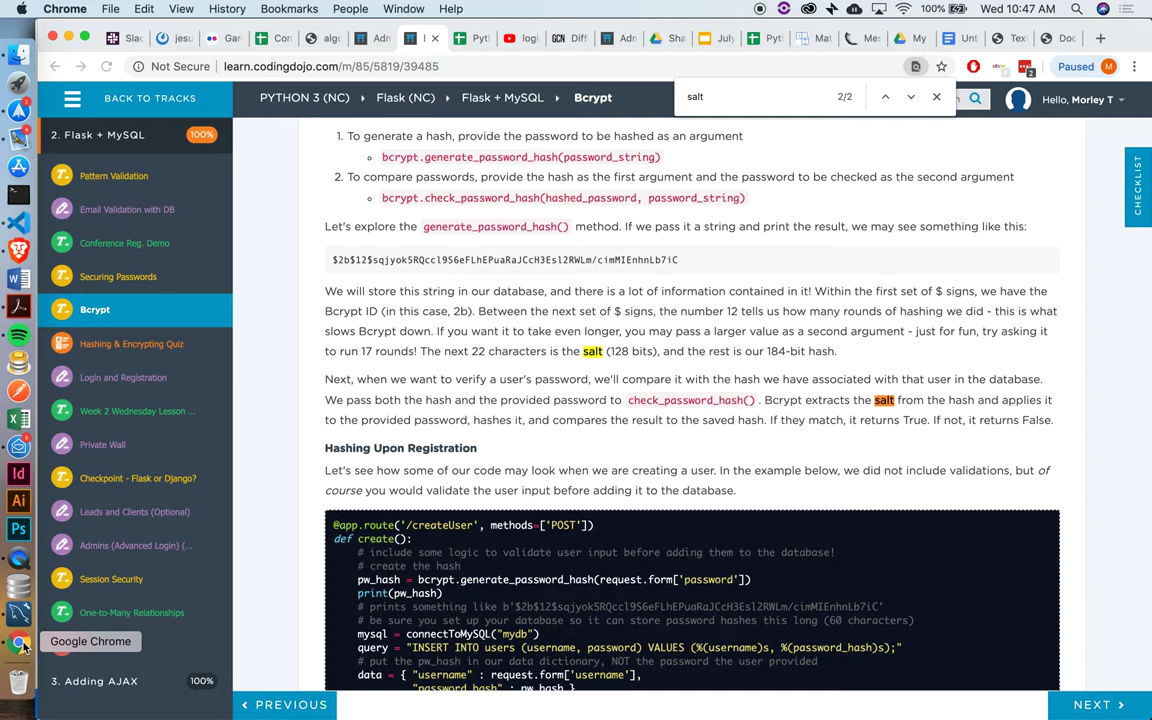 Chrome File Edit View History Bookmarks People Window Help 100% Wed 10:47 AM
Slac jesu Gar Cor algo Adn I Pyth logi GCN Diff Adn Sha July Pyth Mat Me My Unt Tex Doc
Not Secure learn.codingdojo.com/m/85/5819/39485 Paused M
salt 2/2
BACK TO TRACKS PYTHON 3 (NC) Flask (NC) Flask + MySQL Bcrypt Hello, Morley T
2. Flask + MySQL 100%
Pattern Validation
Email Validation with DB
Conference Reg. Demo
Securing Passwords
Bcrypt
Hashing & Encrypting Quiz
Login and Registration
Week 2 Wednesday Lesson ...
Private Wall
Checkpoint - Flask or Django?
Leads and Clients (Optional)
Admins (Advanced Login) (...
Session Security
One-to-Many Relationships
Google Chrome
3. Adding AJAX 100%
1. To generate a hash, provide the password to be hashed as an argument
bcrypt.generate_password_hash(password_string)
2. To compare passwords, provide the hash as the first argument and the password to be checked as the second argument
bcrypt.check_password_hash(hashed_password, password_string)
Let's explore the generate_password_hash() method. If we pass it a string and print the result, we may see something like this:
$2b$12$sqjyok5RQccl9S6eFLhEPuaRaJCcH3Esl2RWLm/cimMIEnhnLb7iC
We will store this string in our database, and there is a lot of information contained in it! Within the first set of $ signs, we have the
Bcrypt ID (in this case, 2b). Between the next set of $ signs, the number 12 tells us how many rounds of hashing we did - this is what
slows Bcrypt down. If you want it to take even longer, you may pass a larger value as a second argument - just for fun, try asking it
to run 17 rounds! The next 22 characters is the salt (128 bits), and the rest is our 184-bit hash.
Next, when we want to verify a user's password, we'll compare it with the hash we have associated with that user in the database.
We pass both the hash and the provided password to check_password_hash() . Bcrypt extracts the salt from the hash and applies it
to the provided password, hashes it, and compares the result to the saved hash. If they match, it returns True. If not, it returns False.
Hashing Upon Registration
Let's see how some of our code may look when we are creating a user. In the example below, we did not include validations, but of
course you would validate the user input before adding it to the database.
@app.route('/createUser', methods=['POST'])
def create():
# include some logic to validate user input before adding them to the database!
# create the hash
pw_hash = bcrypt.generate_password_hash(request.form['password'])
print(pw_hash)
# prints something like b'$2b$12$sqjyok5RQccl9S6eFLhEPuaRaJCcH3Esl2RWLm/cimMIEnhnLb7iC'
# be sure you set up your database so it can store password hashes this long (60 characters)
mysql = connectToMySQL("mydb")
query = "INSERT INTO users (username, password) VALUES (%(username)s, %(password_hash)s);"
# put the pw_hash in our data dictionary, NOT the password the user provided
data = { "username" : request.form['username'],
"password_hash" : pw_hash }
PREVIOUS NEXT
CHECKLIST